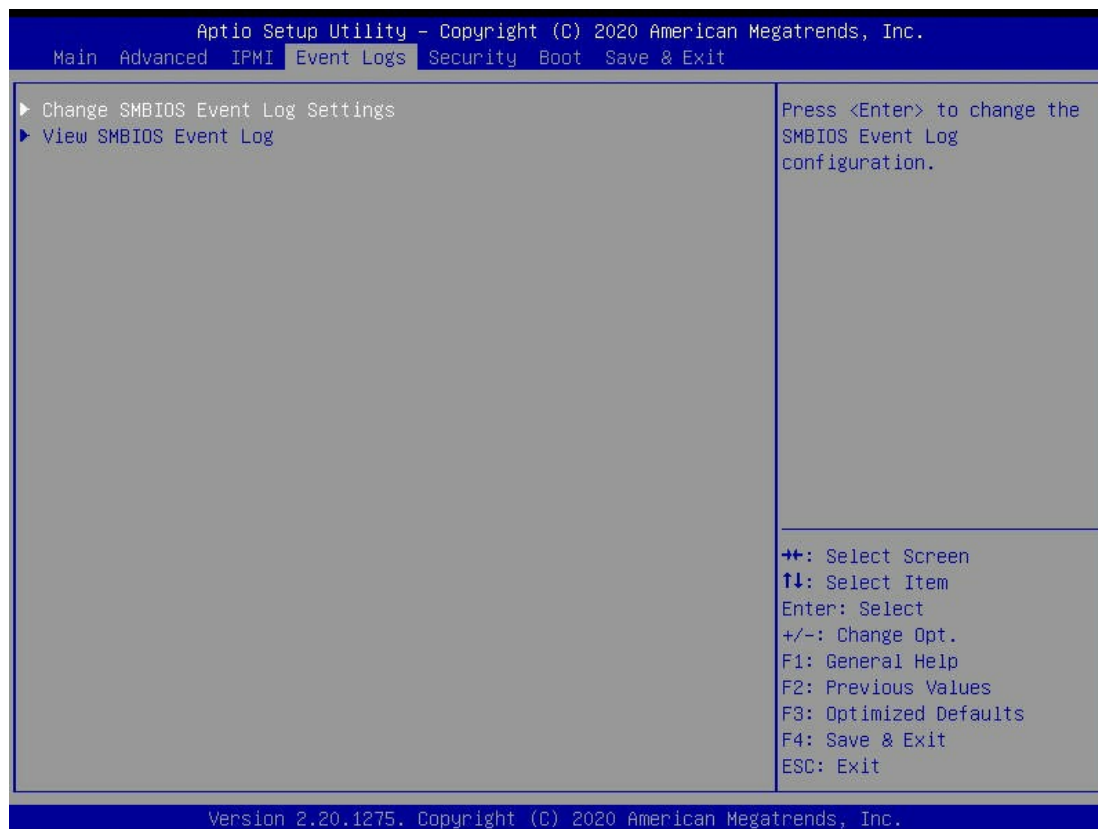 Aptio Setup Utility – Copyright (C) 2020 American Megatrends, Inc.
Main Advanced IPMI Event Logs Security Boot Save & Exit
▶ Change SMBIOS Event Log Settings
▶ View SMBIOS Event Log
Press <Enter> to change the
SMBIOS Event Log
configuration.
→←: Select Screen
↑↓: Select Item
Enter: Select
+/-: Change Opt.
F1: General Help
F2: Previous Values
F3: Optimized Defaults
F4: Save & Exit
ESC: Exit
Version 2.20.1275. Copyright (C) 2020 American Megatrends, Inc.